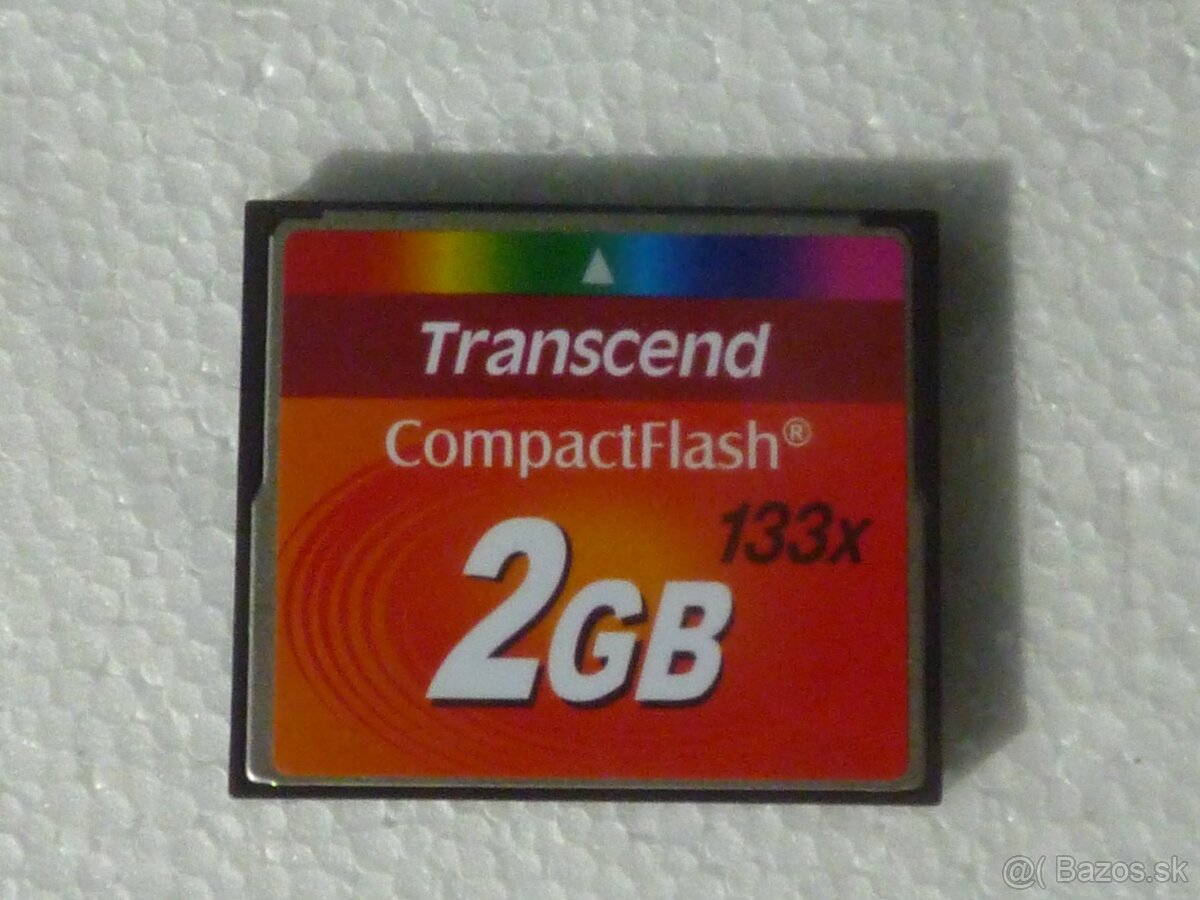 Transcend
CompactFlash®
133x
2GB
@( Bazos.sk